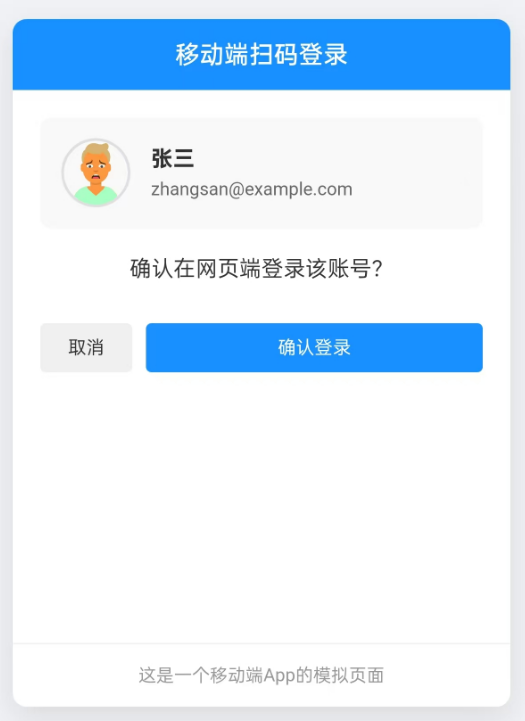 移动端扫码登录
张三
zhangsan@example.com
确认在网页端登录该账号?
取消
确认登录
这是一个移动端App的模拟页面